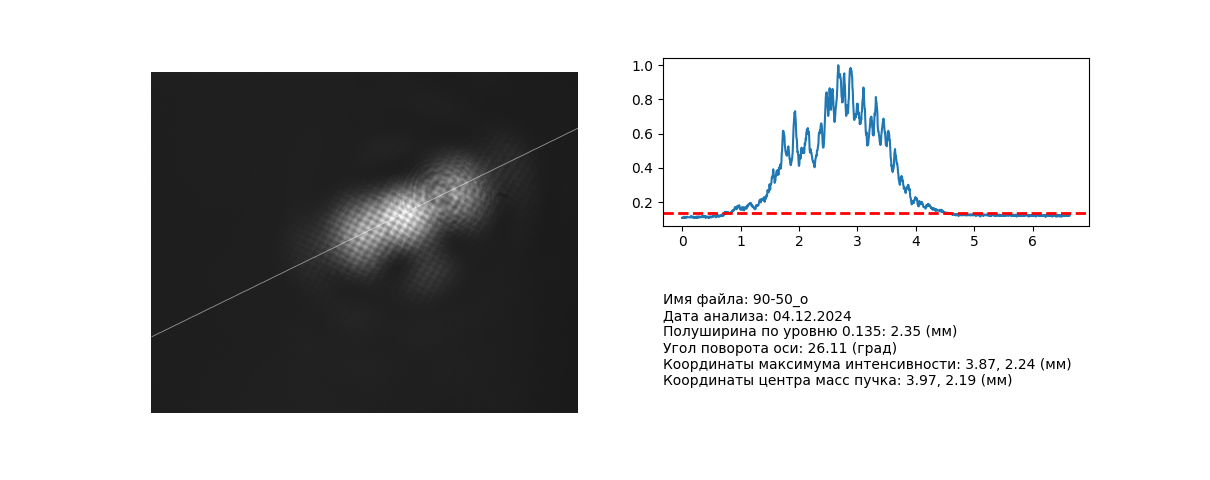 1.0
0.8
0.6
0.4
0.2
0 1 2 3 4 5 6
Имя файла: 90-50_o
Дата анализа: 04.12.2024
Полуширина по уровню 0.135: 2.35 (мм)
Угол поворота оси: 26.11 (град)
Координаты максимума интенсивности: 3.87, 2.24 (мм)
Координаты центра масс пучка: 3.97, 2.19 (мм)